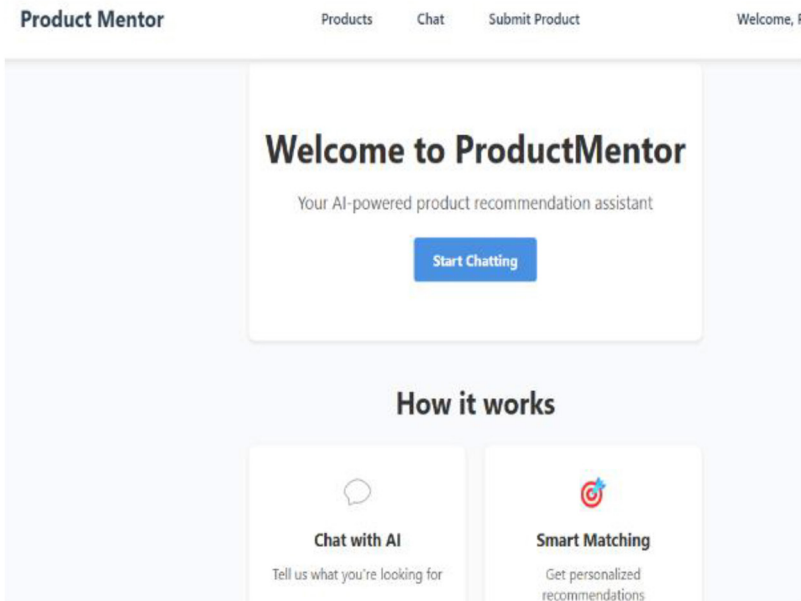 Product Mentor
Products
Chat
Submit Product
Welcome,
Welcome to ProductMentor
Your AI-powered product recommendation assistant
Start Chatting
How it works
Chat with AI
Tell us what you're looking for
Smart Matching
Get personalized
recommendations